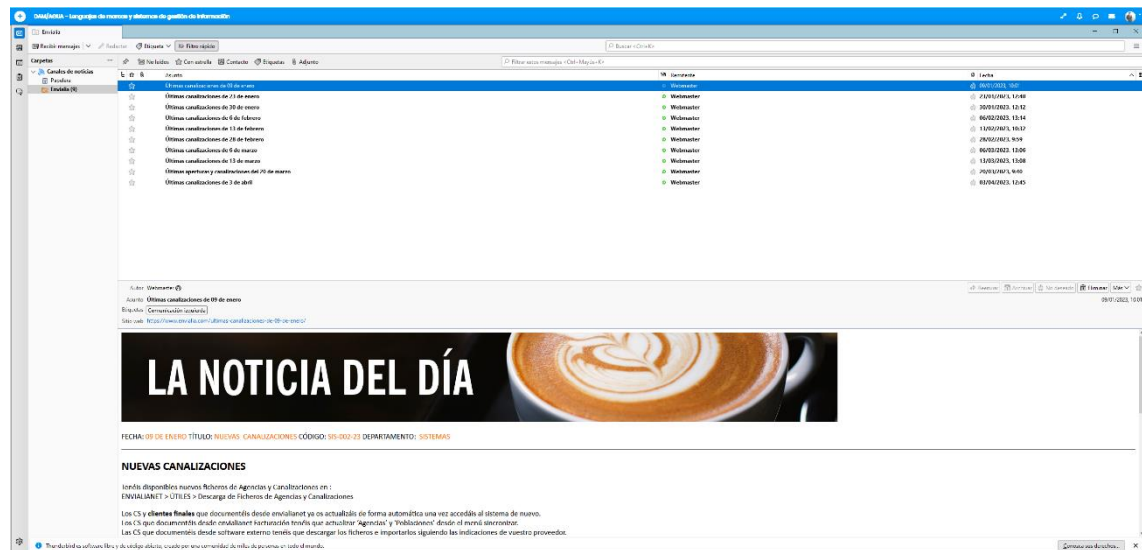 DAM/ATRIA - Lenguajes de marcas y sistemas de gestión de información
Envialia
Recibir mensajes
Redactar
Etiqueta
Filtro rápido
Buscar <Ctrl+K>
Carpetas
No leídos
Con estrella
Contacto
Etiquetas
Adjunto
Filtrar estos mensajes <Ctrl+Mayús+K>
Canales de noticias
Papelera
Envialia (9)
Asunto Remitente Fecha
Últimas canalizaciones de 09 de enero Webmaster 09/01/2023, 18:01
Últimas canalizaciones de 23 de enero Webmaster 23/01/2023, 12:40
Últimas canalizaciones de 30 de enero Webmaster 30/01/2023, 12:12
Últimas canalizaciones de 6 de febrero Webmaster 06/02/2023, 13:14
Últimas canalizaciones de 13 de febrero Webmaster 13/02/2023, 10:32
Últimas canalizaciones de 28 de febrero Webmaster 28/02/2023, 9:59
Últimas canalizaciones de 6 de marzo Webmaster 06/03/2023, 13:06
Últimas canalizaciones de 13 de marzo Webmaster 13/03/2023, 13:08
Últimas aperturas y canalizaciones del 20 de marzo Webmaster 20/03/2023, 9:40
Últimas canalizaciones de 3 de abril Webmaster 03/04/2023, 12:45
Autor Webmaster
Reenviar Archivar No deseado Eliminar Más
Asunto Últimas canalizaciones de 09 de enero
09/01/2023, 18:01
Etiquetas Comunicación izquierda
Sitio web https://www.envialia.com/ultimas-canalizaciones-de-09-de-enero/
LA NOTICIA DEL DÍA
FECHA: 09 DE ENERO TÍTULO: NUEVAS CANALIZACIONES CÓDIGO: SIS-002-23 DEPARTAMENTO: SISTEMAS
NUEVAS CANALIZACIONES
Tenéis disponibles nuevos ficheros de Agencias y Canalizaciones en :
ENVIALIANET > ÚTILES > Descarga de Ficheros de Agencias y Canalizaciones
Los CS y clientes finales que documentéis desde envialianet ya os actualizáis de forma automática una vez accedáis al sistema de nuevo.
Los CS que documentéis desde envialianet Facturación tenéis que actualizar 'Agencias' y 'Poblaciones' desde el menú sincronizar.
Las CS que documentéis desde software externo tenéis que descargar los ficheros e importarlos siguiendo las indicaciones de vuestro proveedor.
Thunderbird es software libre y de código abierto, creado por una comunidad de miles de personas en todo el mundo.
Conozca sus derechos...